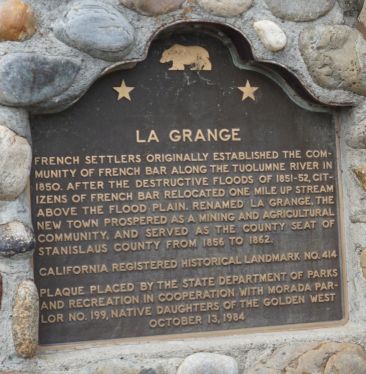 LA GRANGE
FRENCH SETTLERS ORIGINALLY ESTABLISHED THE COM-
MUNITY OF FRENCH BAR ALONG THE TUOLUMNE RIVER IN
1850. AFTER THE DESTRUCTIVE FLOODS OF 1851-52, CIT-
IZENS OF FRENCH BAR RELOCATED ONE MILE UP STREAM
ABOVE THE FLOOD PLAIN. RENAMED LA GRANGE, THE
NEW TOWN PROSPERED AS A MINING AND AGRICULTURAL
COMMUNITY, AND SERVED AS THE COUNTY SEAT OF
STANISLAUS COUNTY FROM 1856 TO 1862.
CALIFORNIA REGISTERED HISTORICAL LANDMARK NO. 414
PLAQUE PLACED BY THE STATE DEPARTMENT OF PARKS
AND RECREATION IN COOPERATION WITH MORADA PAR-
LOR NO. 199, NATIVE DAUGHTERS OF THE GOLDEN WEST
OCTOBER 13, 1984